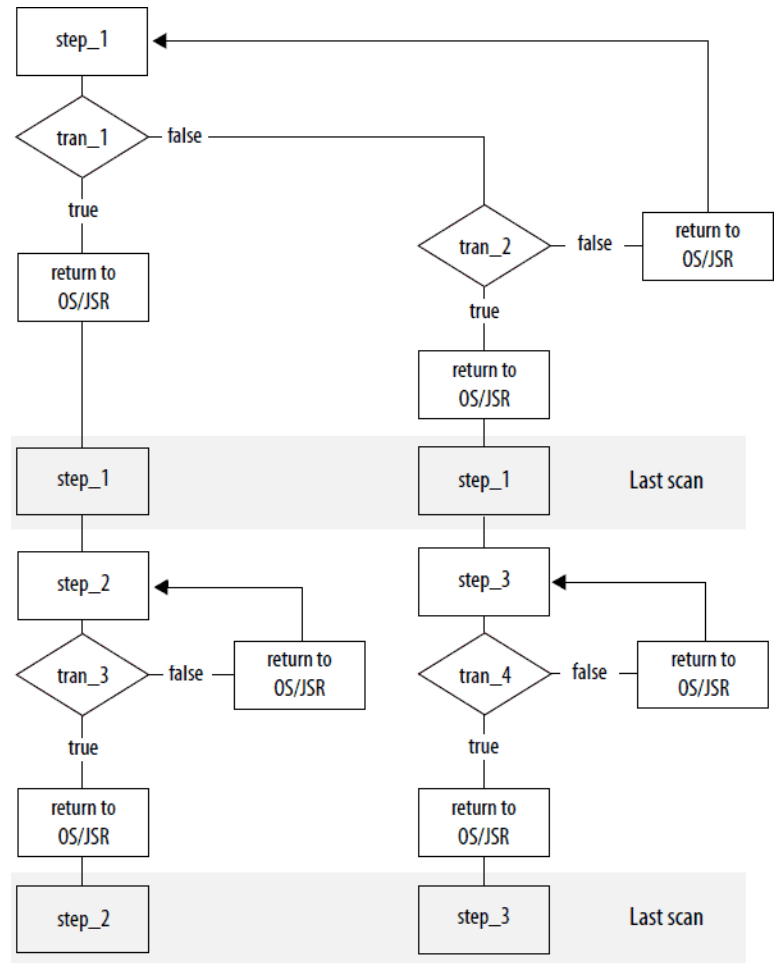 step_1
tran_1
false
true
return to
OS/JSR
tran_2
false
return to
OS/JSR
true
return to
OS/JSR
step_1
step_1
Last scan
step_2
step_3
tran_3
false
return to
OS/JSR
tran_4
false
return to
OS/JSR
true
true
return to
OS/JSR
return to
OS/JSR
step_2
step_3
Last scan